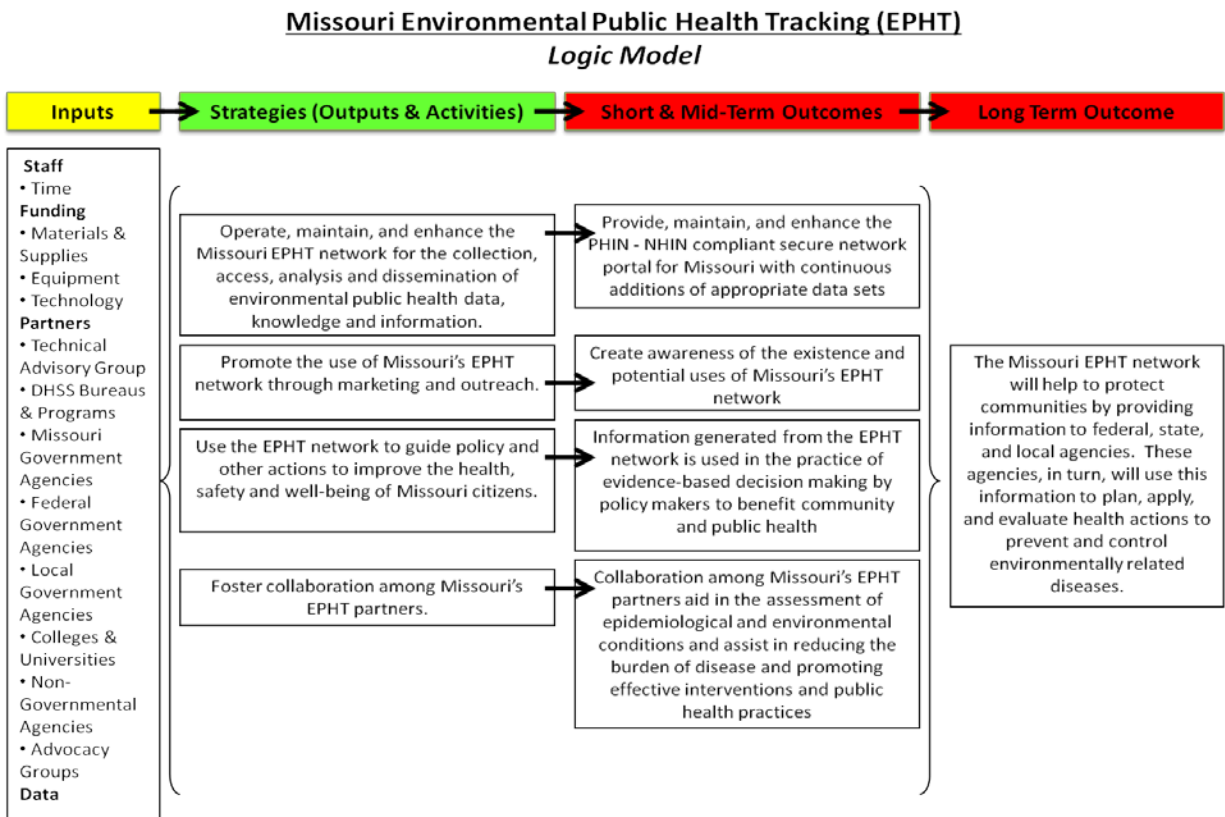 Missouri Environmental Public Health Tracking (EPHT)
Logic Model
Inputs
Strategies (Outputs & Activities)
Short & Mid-Term Outcomes
Long Term Outcome
Staff
• Time
Funding
• Materials &
Supplies
• Equipment
• Technology
Partners
• Technical
Advisory Group
• DHSS Bureaus
& Programs
• Missouri
Government
Agencies
• Federal
Government
Agencies
• Local
Government
Agencies
• Colleges &
Universities
• Non-
Governmental
Agencies
• Advocacy
Groups
Data
Operate, maintain, and enhance the
Missouri EPHT network for the collection,
access, analysis and dissemination of
environmental public health data,
knowledge and information.
Promote the use of Missouri's EPHT
network through marketing and outreach.
Use the EPHT network to guide policy and
other actions to improve the health,
safety and well-being of Missouri citizens.
Foster collaboration among Missouri's
EPHT partners.
Provide, maintain, and enhance the
PHIN - NHIN compliant secure network
portal for Missouri with continuous
additions of appropriate data sets
Create awareness of the existence and
potential uses of Missouri's EPHT
network
Information generated from the EPHT
network is used in the practice of
evidence-based decision making by
policy makers to benefit community
and public health
Collaboration among Missouri's EPHT
partners aid in the assessment of
epidemiological and environmental
conditions and assist in reducing the
burden of disease and promoting
effective interventions and public
health practices
The Missouri EPHT network
will help to protect
communities by providing
information to federal, state,
and local agencies. These
agencies, in turn, will use this
information to plan, apply,
and evaluate health actions to
prevent and control
environmentally related
diseases.